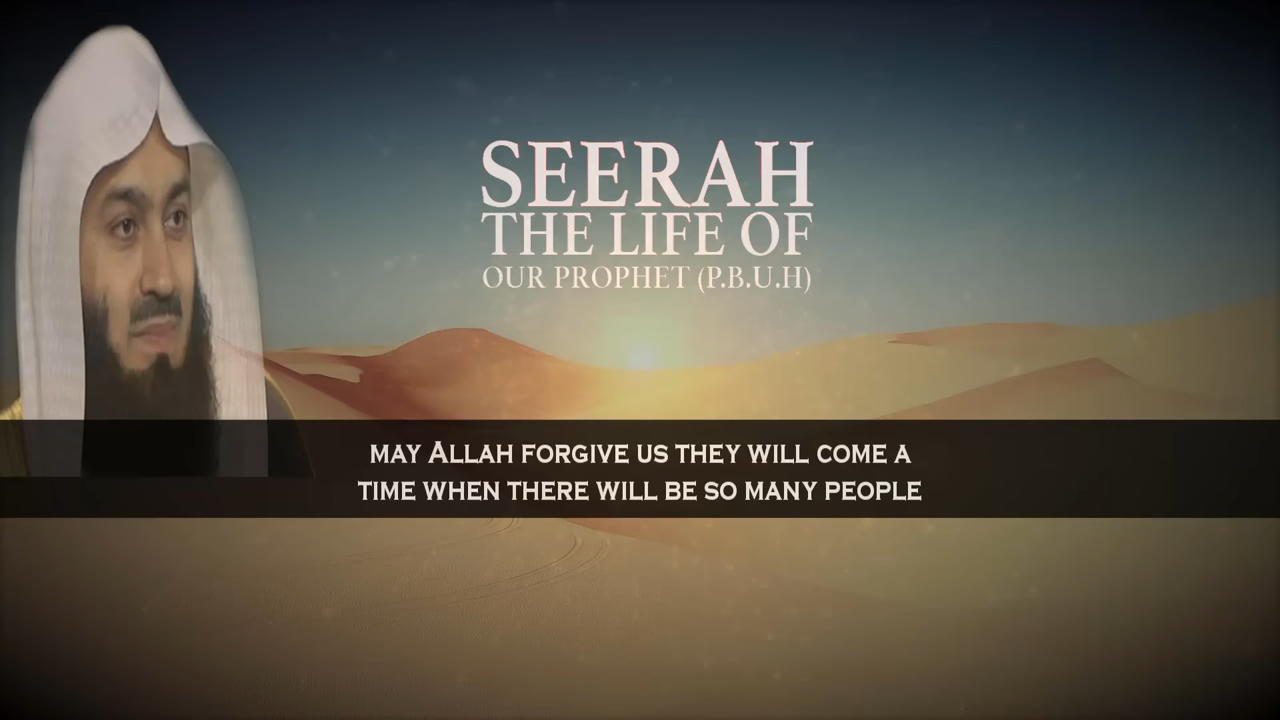 SEERAH
THE LIFE OF
OUR PROPHET (P.B.U.H)
MAY ALLAH FORGIVE US THEY WILL COME A
TIME WHEN THERE WILL BE SO MANY PEOPLE